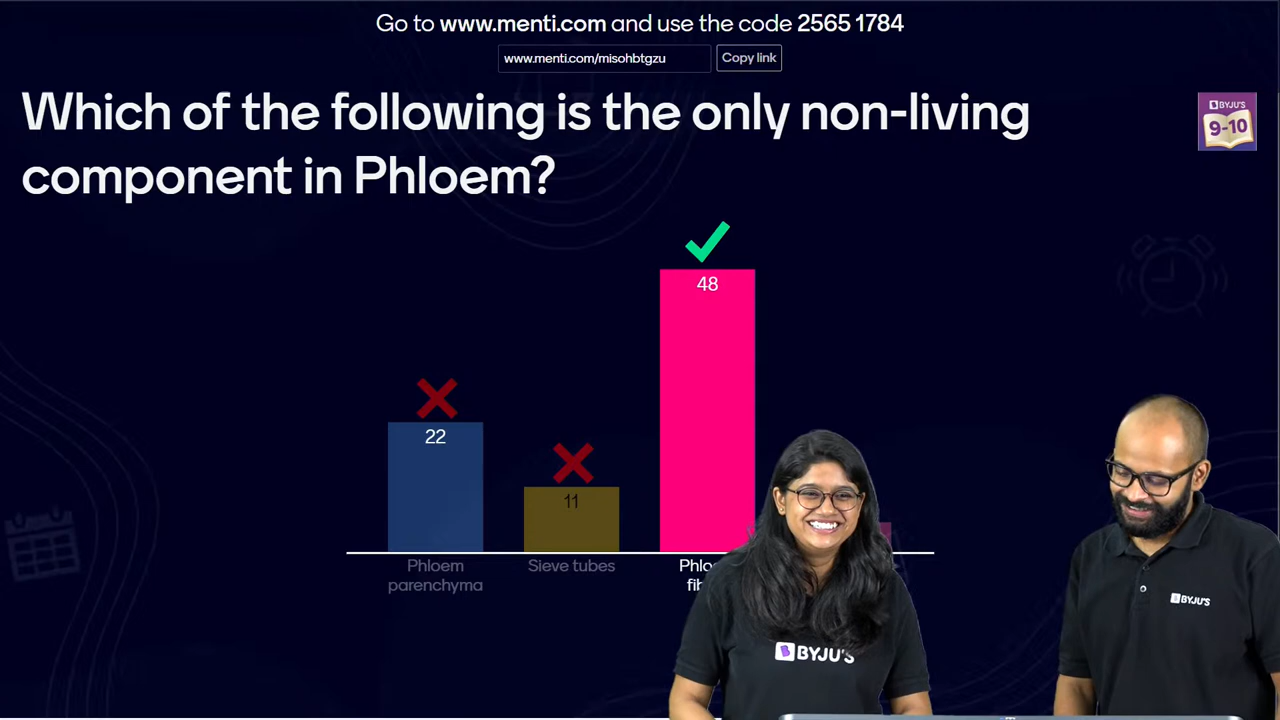 Go to www.menti.com and use the code 2565 1784
www.menti.com/misohbtgzu
Copy link
Which of the following is the only non-living
component in Phloem?
BYJU'S
9-10
48
22
11
Phloem
parenchyma
Sieve tubes
BYJU'S
BYJU'S